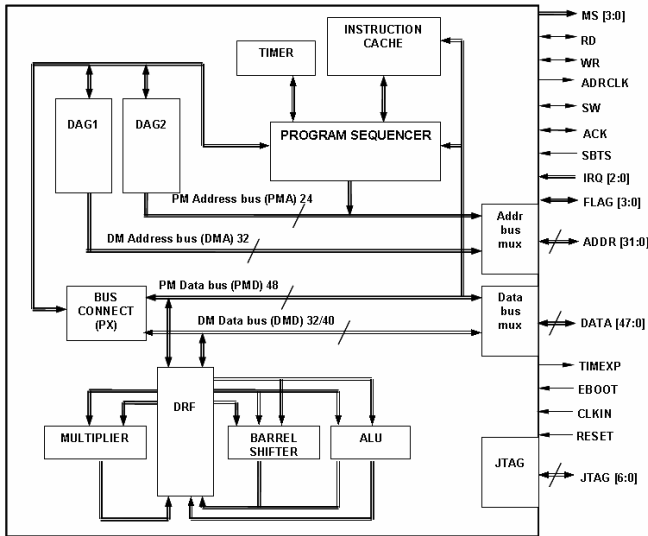 MS [3:0]
INSTRUCTION
CACHE
TIMER
RD
WR
ADRCLK
DAG1
DAG2
SW
PROGRAM SEQUENCER
ACK
SBTS
IRQ [2:0]
PM Address bus (PMA) 24
FLAG [3:0]
Addr
bus
mux
DM Address bus (DMA) 32
ADDR [31:0]
PM Data bus (PMD) 48
BUS
CONNECT
(PX)
Data
bus
mux
DM Data bus (DMD) 32/40
DATA [47:0]
TIMEXP
EBOOT
DRF
CLKIN
MULTIPLIER
BARREL
SHIFTER
ALU
RESET
JTAG
JTAG [6:0]